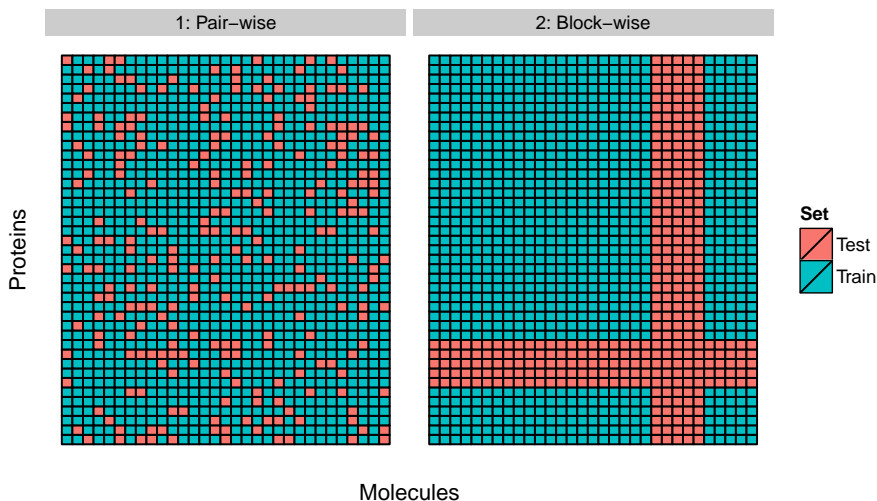 1: Pair−wise
2: Block−wise
Proteins
Molecules
Set
Test
Train